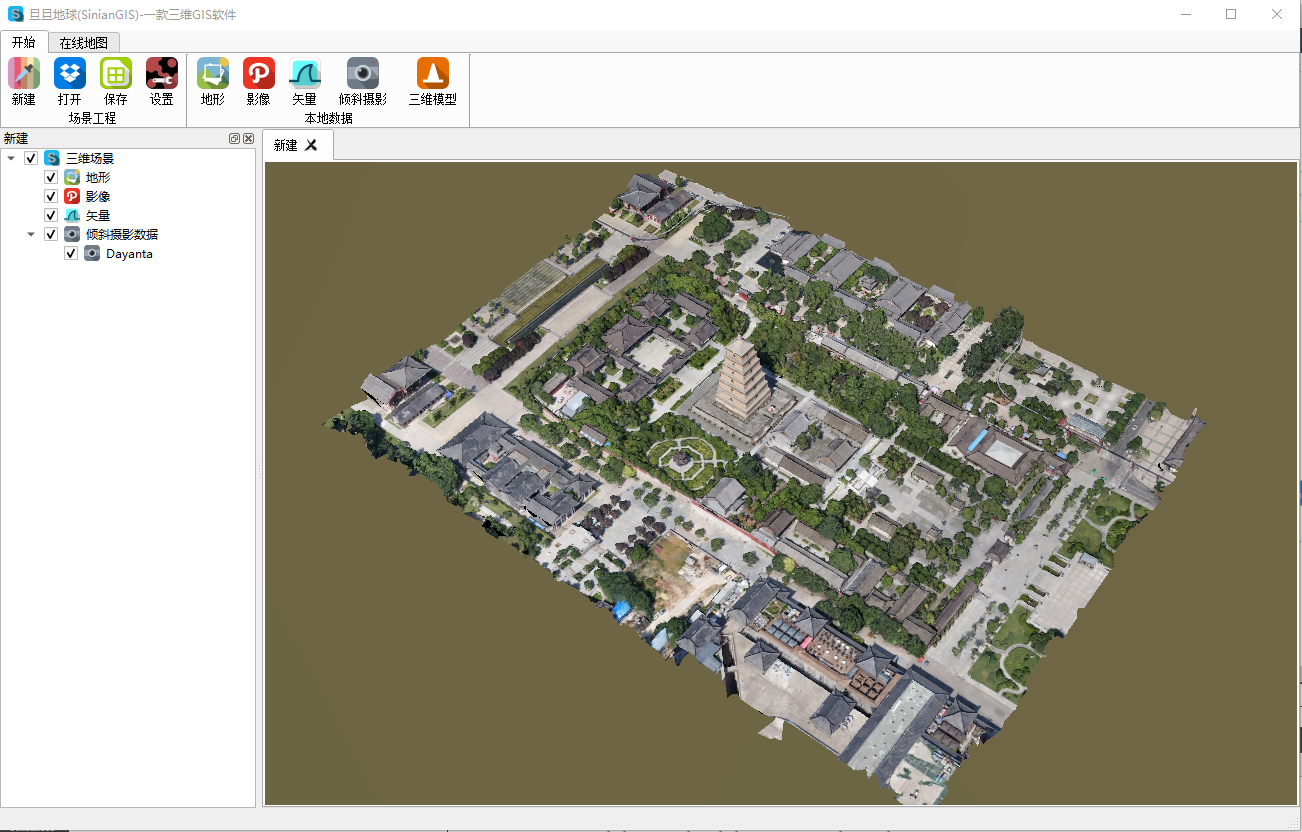 旦旦地球(SinianGIS)-一款三维GIS软件
开始 在线地图
新建 打开 保存 设置 地形 影像 矢量 倾斜摄影 三维模型
场景工程 本地数据
新建
新建
三维场景
地形
影像
矢量
倾斜摄影数据
Dayanta